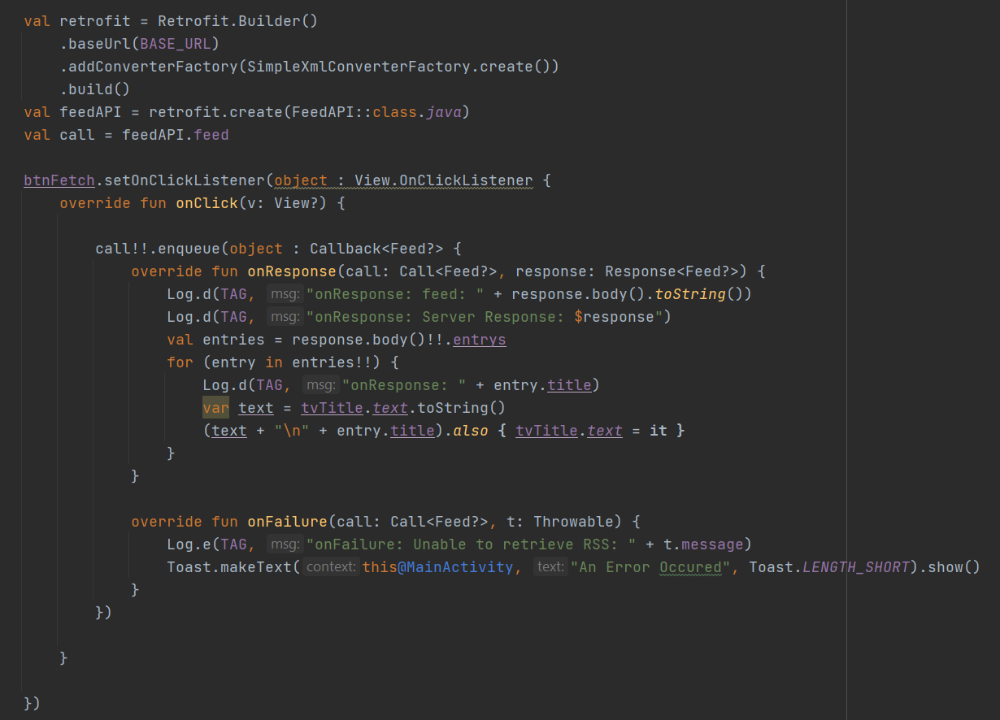 val retrofit = Retrofit.Builder()
    .baseUrl(BASE_URL)
    .addConverterFactory(SimpleXmlConverterFactory.create())
    .build()
val feedAPI = retrofit.create(FeedAPI::class.java)
val call = feedAPI.feed

btnFetch.setOnClickListener(object : View.OnClickListener {
    override fun onClick(v: View?) {

        call!!.enqueue(object : Callback<Feed?> {
            override fun onResponse(call: Call<Feed?>, response: Response<Feed?>) {
                Log.d(TAG, msg: "onResponse: feed: " + response.body().toString())
                Log.d(TAG, msg: "onResponse: Server Response: $response")
                val entries = response.body()!!.entrys
                for (entry in entries!!) {
                    Log.d(TAG, msg: "onResponse: " + entry.title)
                    var text = tvTitle.text.toString()
                    (text + "\n" + entry.title).also { tvTitle.text = it }
                }
            }

            override fun onFailure(call: Call<Feed?>, t: Throwable) {
                Log.e(TAG, msg: "onFailure: Unable to retrieve RSS: " + t.message)
                Toast.makeText( context: this@MainActivity, text: "An Error Occured", Toast.LENGTH_SHORT).show()
            }
        })

    }

})